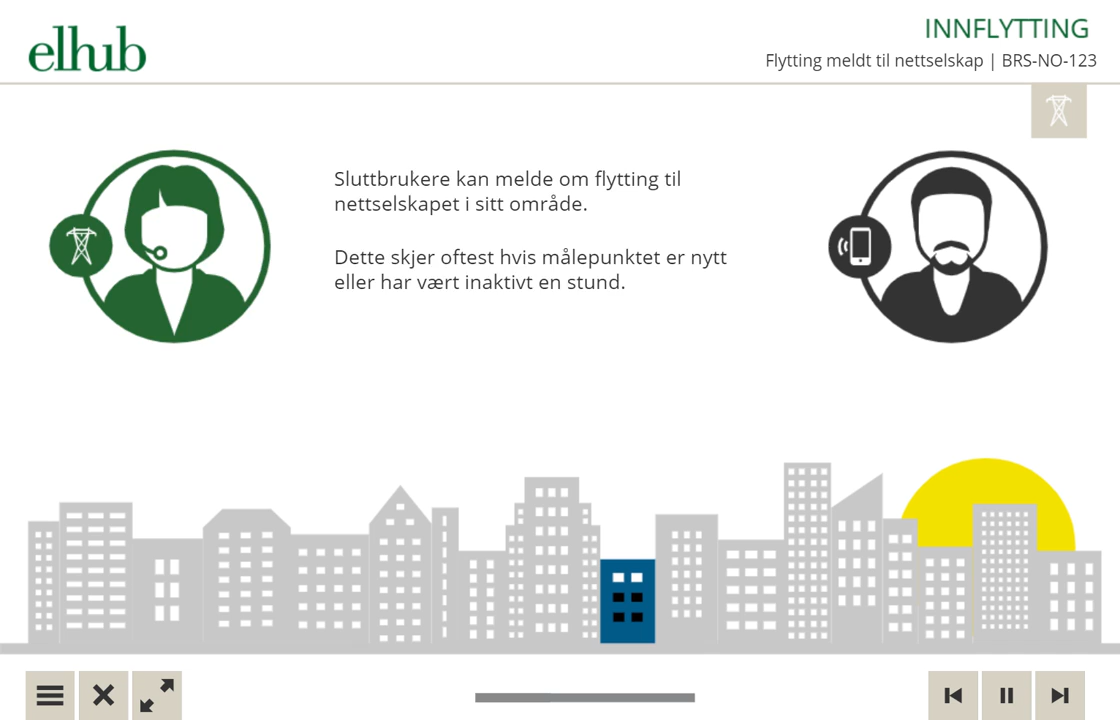 elhub
INNFLYTTING
Flytting meldt til nettselskap | BRS-NO-123
Sluttbrukere kan melde om flytting til
nettselskapet i sitt område.
Dette skjer oftest hvis målepunktet er nytt
eller har vært inaktivt en stund.